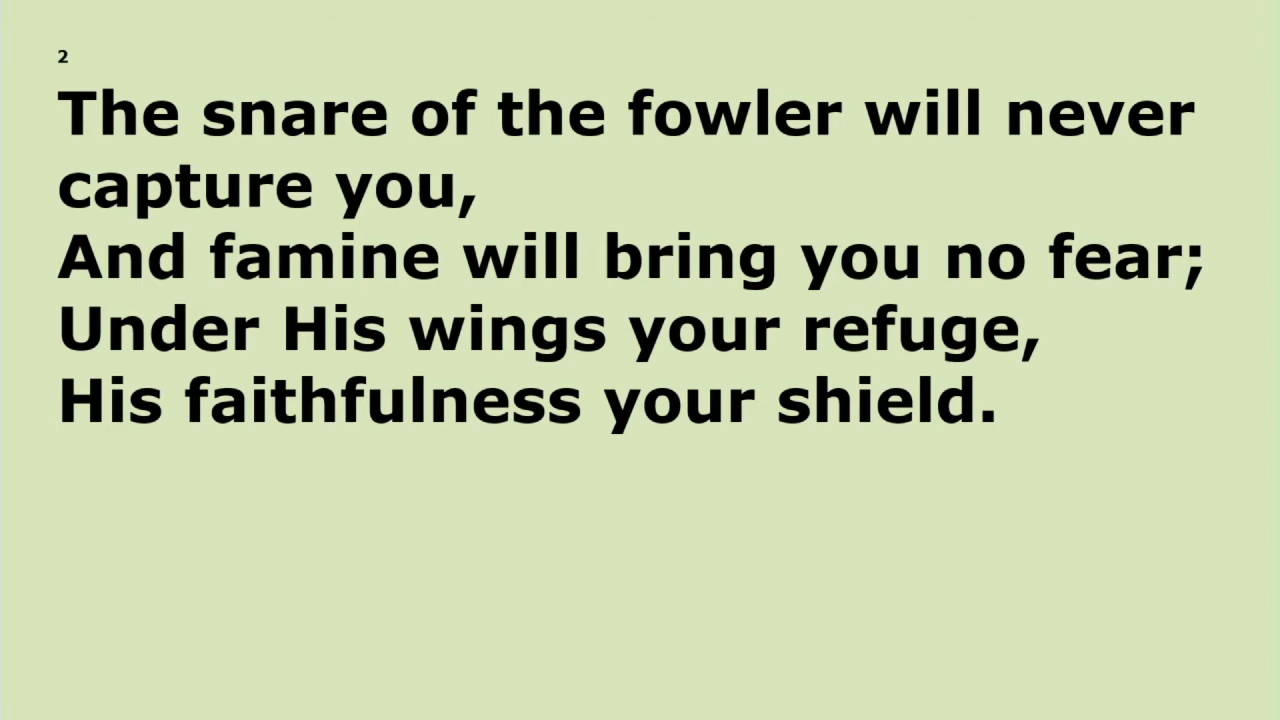 2
The snare of the fowler will never
capture you,
And famine will bring you no fear;
Under His wings your refuge,
His faithfulness your shield.